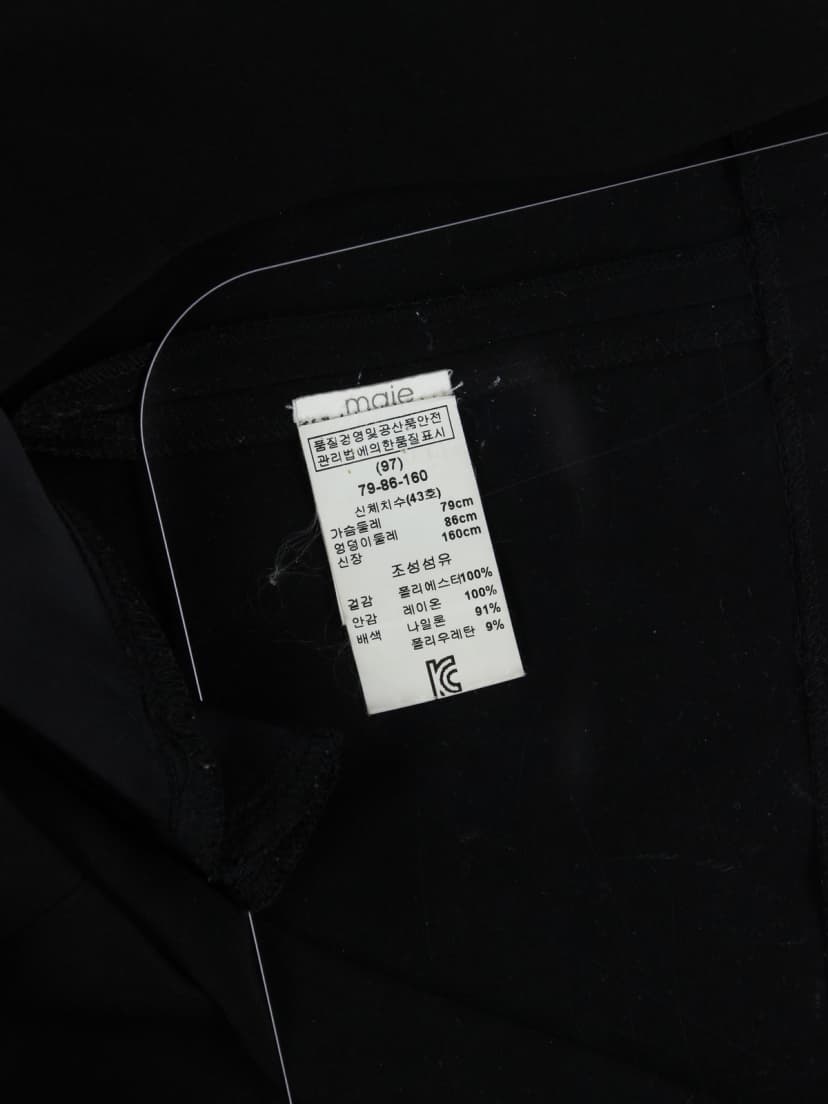 maie
품질경영및공산품안전
관리법에의한품질표시
(97)
79-86-160
신체치수(43호)
가슴둘레 79cm
엉덩이둘레 86cm
신장 160cm
조성섬유
겉감 폴리에스터100%
안감 레이온 100%
배색 나일론 91%
폴리우레탄 9%
KC